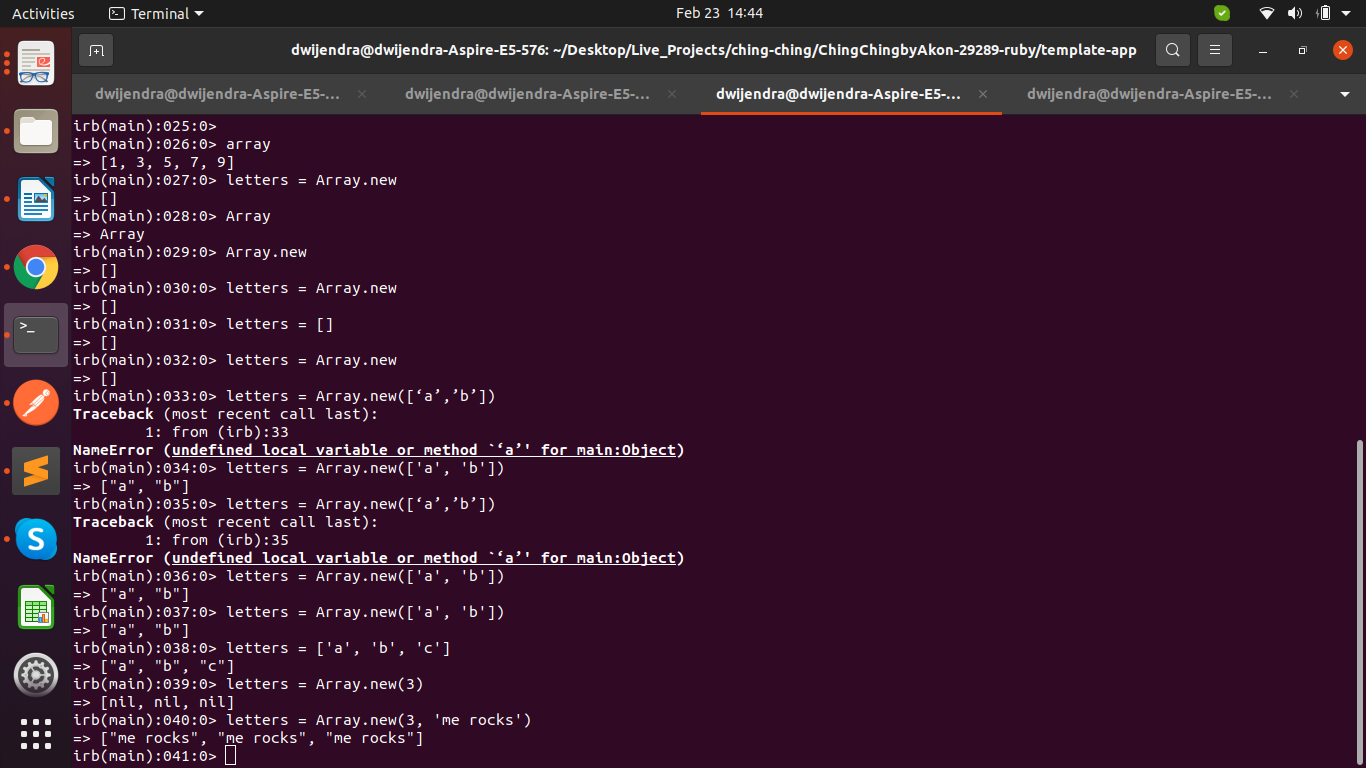 Activities
Terminal
Feb 23 14:44
dwijendra@dwijendra-Aspire-E5-576: ~/Desktop/Live_Projects/ching-ching/ChingChingbyAkon-29289-ruby/template-app
dwijendra@dwijendra-Aspire-E5-...
dwijendra@dwijendra-Aspire-E5-...
dwijendra@dwijendra-Aspire-E5-...
dwijendra@dwijendra-Aspire-E5-...
irb(main):025:0>
irb(main):026:0> array
=> [1, 3, 5, 7, 9]
irb(main):027:0> letters = Array.new
=> []
irb(main):028:0> Array
=> Array
irb(main):029:0> Array.new
=> []
irb(main):030:0> letters = Array.new
=> []
irb(main):031:0> letters = []
=> []
irb(main):032:0> letters = Array.new
=> []
irb(main):033:0> letters = Array.new([‘a’,’b’])
Traceback (most recent call last):
1: from (irb):33
NameError (undefined local variable or method `‘a’' for main:Object)
irb(main):034:0> letters = Array.new(['a', 'b'])
=> ["a", "b"]
irb(main):035:0> letters = Array.new([‘a’,’b’])
Traceback (most recent call last):
1: from (irb):35
NameError (undefined local variable or method `‘a’' for main:Object)
irb(main):036:0> letters = Array.new(['a', 'b'])
=> ["a", "b"]
irb(main):037:0> letters = Array.new(['a', 'b'])
=> ["a", "b"]
irb(main):038:0> letters = ['a', 'b', 'c']
=> ["a", "b", "c"]
irb(main):039:0> letters = Array.new(3)
=> [nil, nil, nil]
irb(main):040:0> letters = Array.new(3, 'me rocks')
=> ["me rocks", "me rocks", "me rocks"]
irb(main):041:0>
>_
S